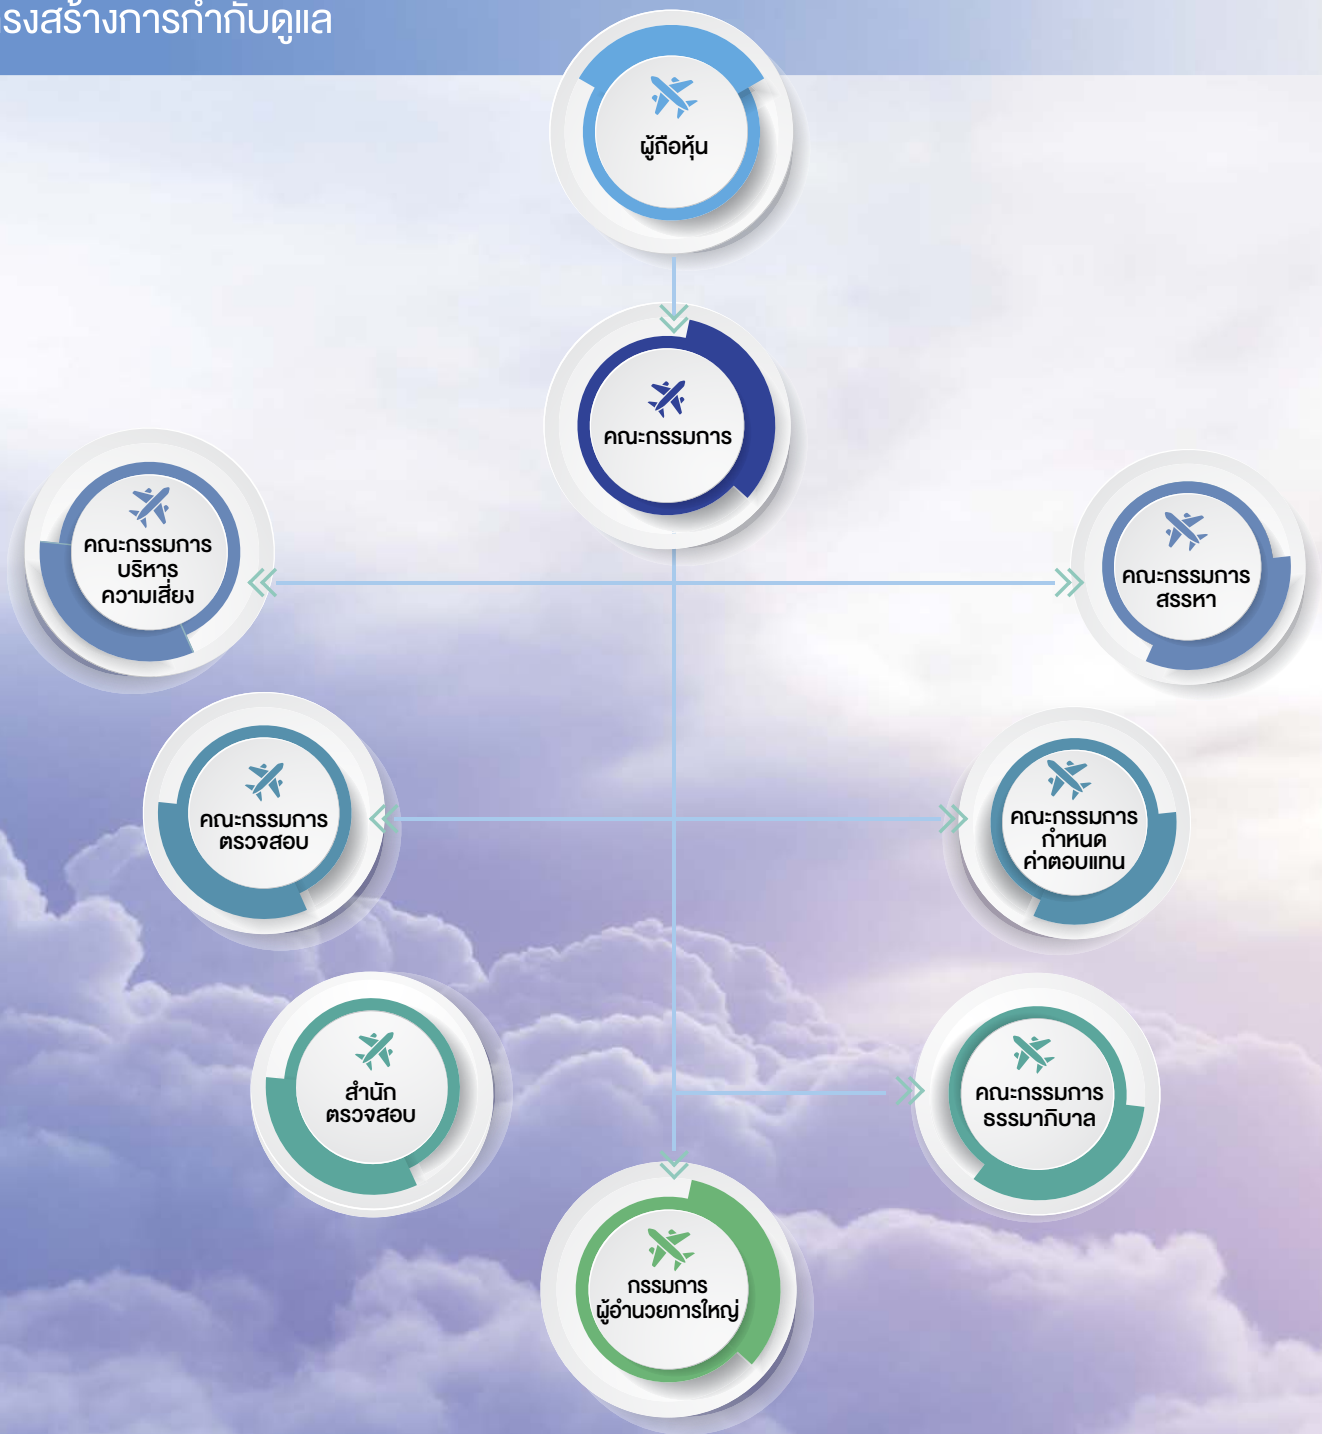 รงสร้างการกำกับดูแล
ผู้ถือหุ้น
คณะกรรมการ
คณะกรรมการ
บริหาร
ความเสี่ยง
คณะกรรมการ
สรรหา
คณะกรรมการ
ตรวจสอบ
คณะกรรมการ
กำหนด
ค่าตอบแทน
สำนัก
ตรวจสอบ
คณะกรรมการ
ธรรมาภิบาล
กรรมการ
ผู้อำนวยการใหญ่